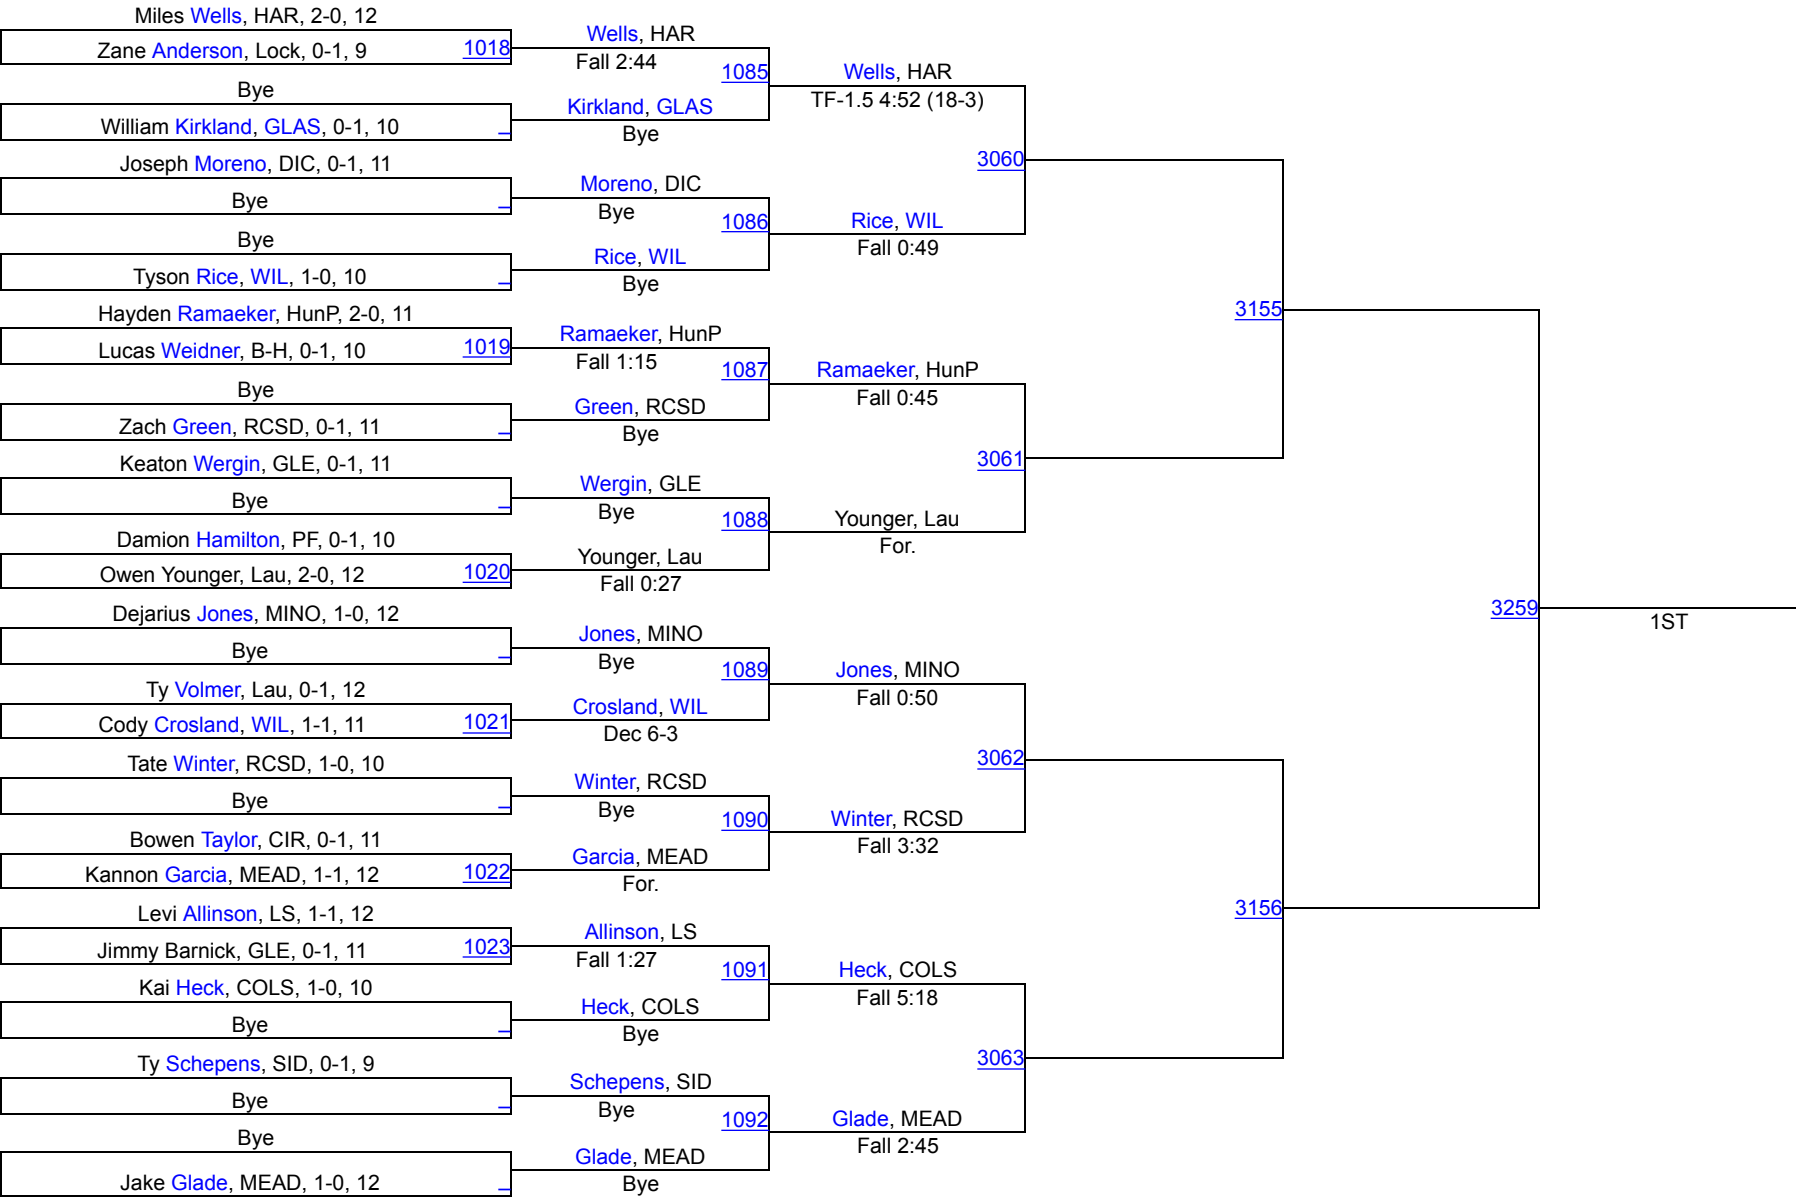 Miles Wells, HAR, 2-0, 12
Zane Anderson, Lock, 0-1, 9
1018
Bye
William Kirkland, GLAS, 0-1, 10
Joseph Moreno, DIC, 0-1, 11
Bye
Bye
Tyson Rice, WIL, 1-0, 10
Hayden Ramaeker, HunP, 2-0, 11
Lucas Weidner, B-H, 0-1, 10
1019
Bye
Zach Green, RCSD, 0-1, 11
Keaton Wergin, GLE, 0-1, 11
Bye
Damion Hamilton, PF, 0-1, 10
Owen Younger, Lau, 2-0, 12
1020
Dejarius Jones, MINO, 1-0, 12
Bye
Ty Volmer, Lau, 0-1, 12
Cody Crosland, WIL, 1-1, 11
1021
Tate Winter, RCSD, 1-0, 10
Bye
Bowen Taylor, CIR, 0-1, 11
Kannon Garcia, MEAD, 1-1, 12
1022
Levi Allinson, LS, 1-1, 12
Jimmy Barnick, GLE, 0-1, 11
1023
Kai Heck, COLS, 1-0, 10
Bye
Ty Schepens, SID, 0-1, 9
Bye
Bye
Jake Glade, MEAD, 1-0, 12
Wells, HAR
Fall 2:44
1085
Kirkland, GLAS
Bye
Moreno, DIC
Bye
1086
Rice, WIL
Bye
Ramaeker, HunP
Fall 1:15
1087
Green, RCSD
Bye
Wergin, GLE
Bye
1088
Younger, Lau
Fall 0:27
Jones, MINO
Bye
1089
Crosland, WIL
Dec 6-3
Winter, RCSD
Bye
1090
Garcia, MEAD
For.
Allinson, LS
Fall 1:27
1091
Heck, COLS
Bye
Schepens, SID
Bye
1092
Glade, MEAD
Bye
Wells, HAR
TF-1.5 4:52 (18-3)
3060
Rice, WIL
Fall 0:49
Ramaeker, HunP
Fall 0:45
3061
Younger, Lau
For.
Jones, MINO
Fall 0:50
3062
Winter, RCSD
Fall 3:32
Heck, COLS
Fall 5:18
3063
Glade, MEAD
Fall 2:45
3155
3156
3259
1ST